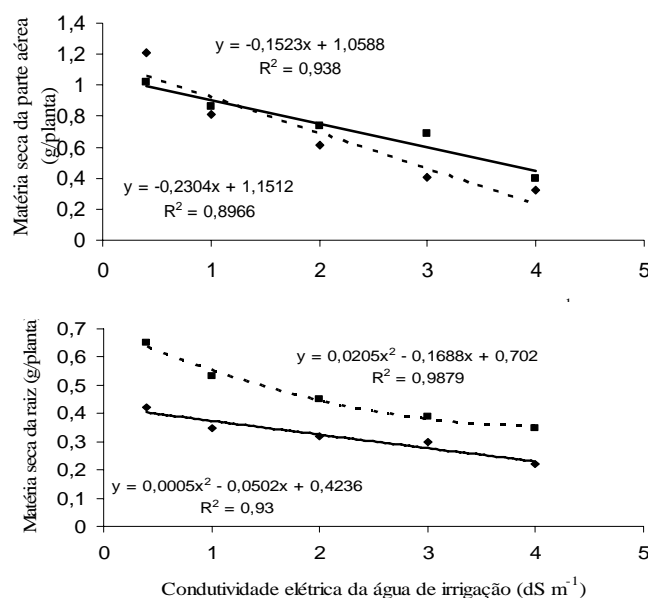 Matéria seca da parte aérea
(g/planta)
1,4
1,2
1
0,8
0,6
0,4
0,2
0
y = -0,1523x + 1,0588
R² = 0,938
y = -0,2304x + 1,1512
R² = 0,8966
0 1 2 3 4 5
Matéria seca da raiz (g/planta)
0,7
0,6
0,5
0,4
0,3
0,2
0,1
0
y = 0,0205x² - 0,1688x + 0,702
R² = 0,9879
y = 0,0005x² - 0,0502x + 0,4236
R² = 0,93
0 1 2 3 4 5
Condutividade elétrica da água de irrigação (dS m⁻¹)